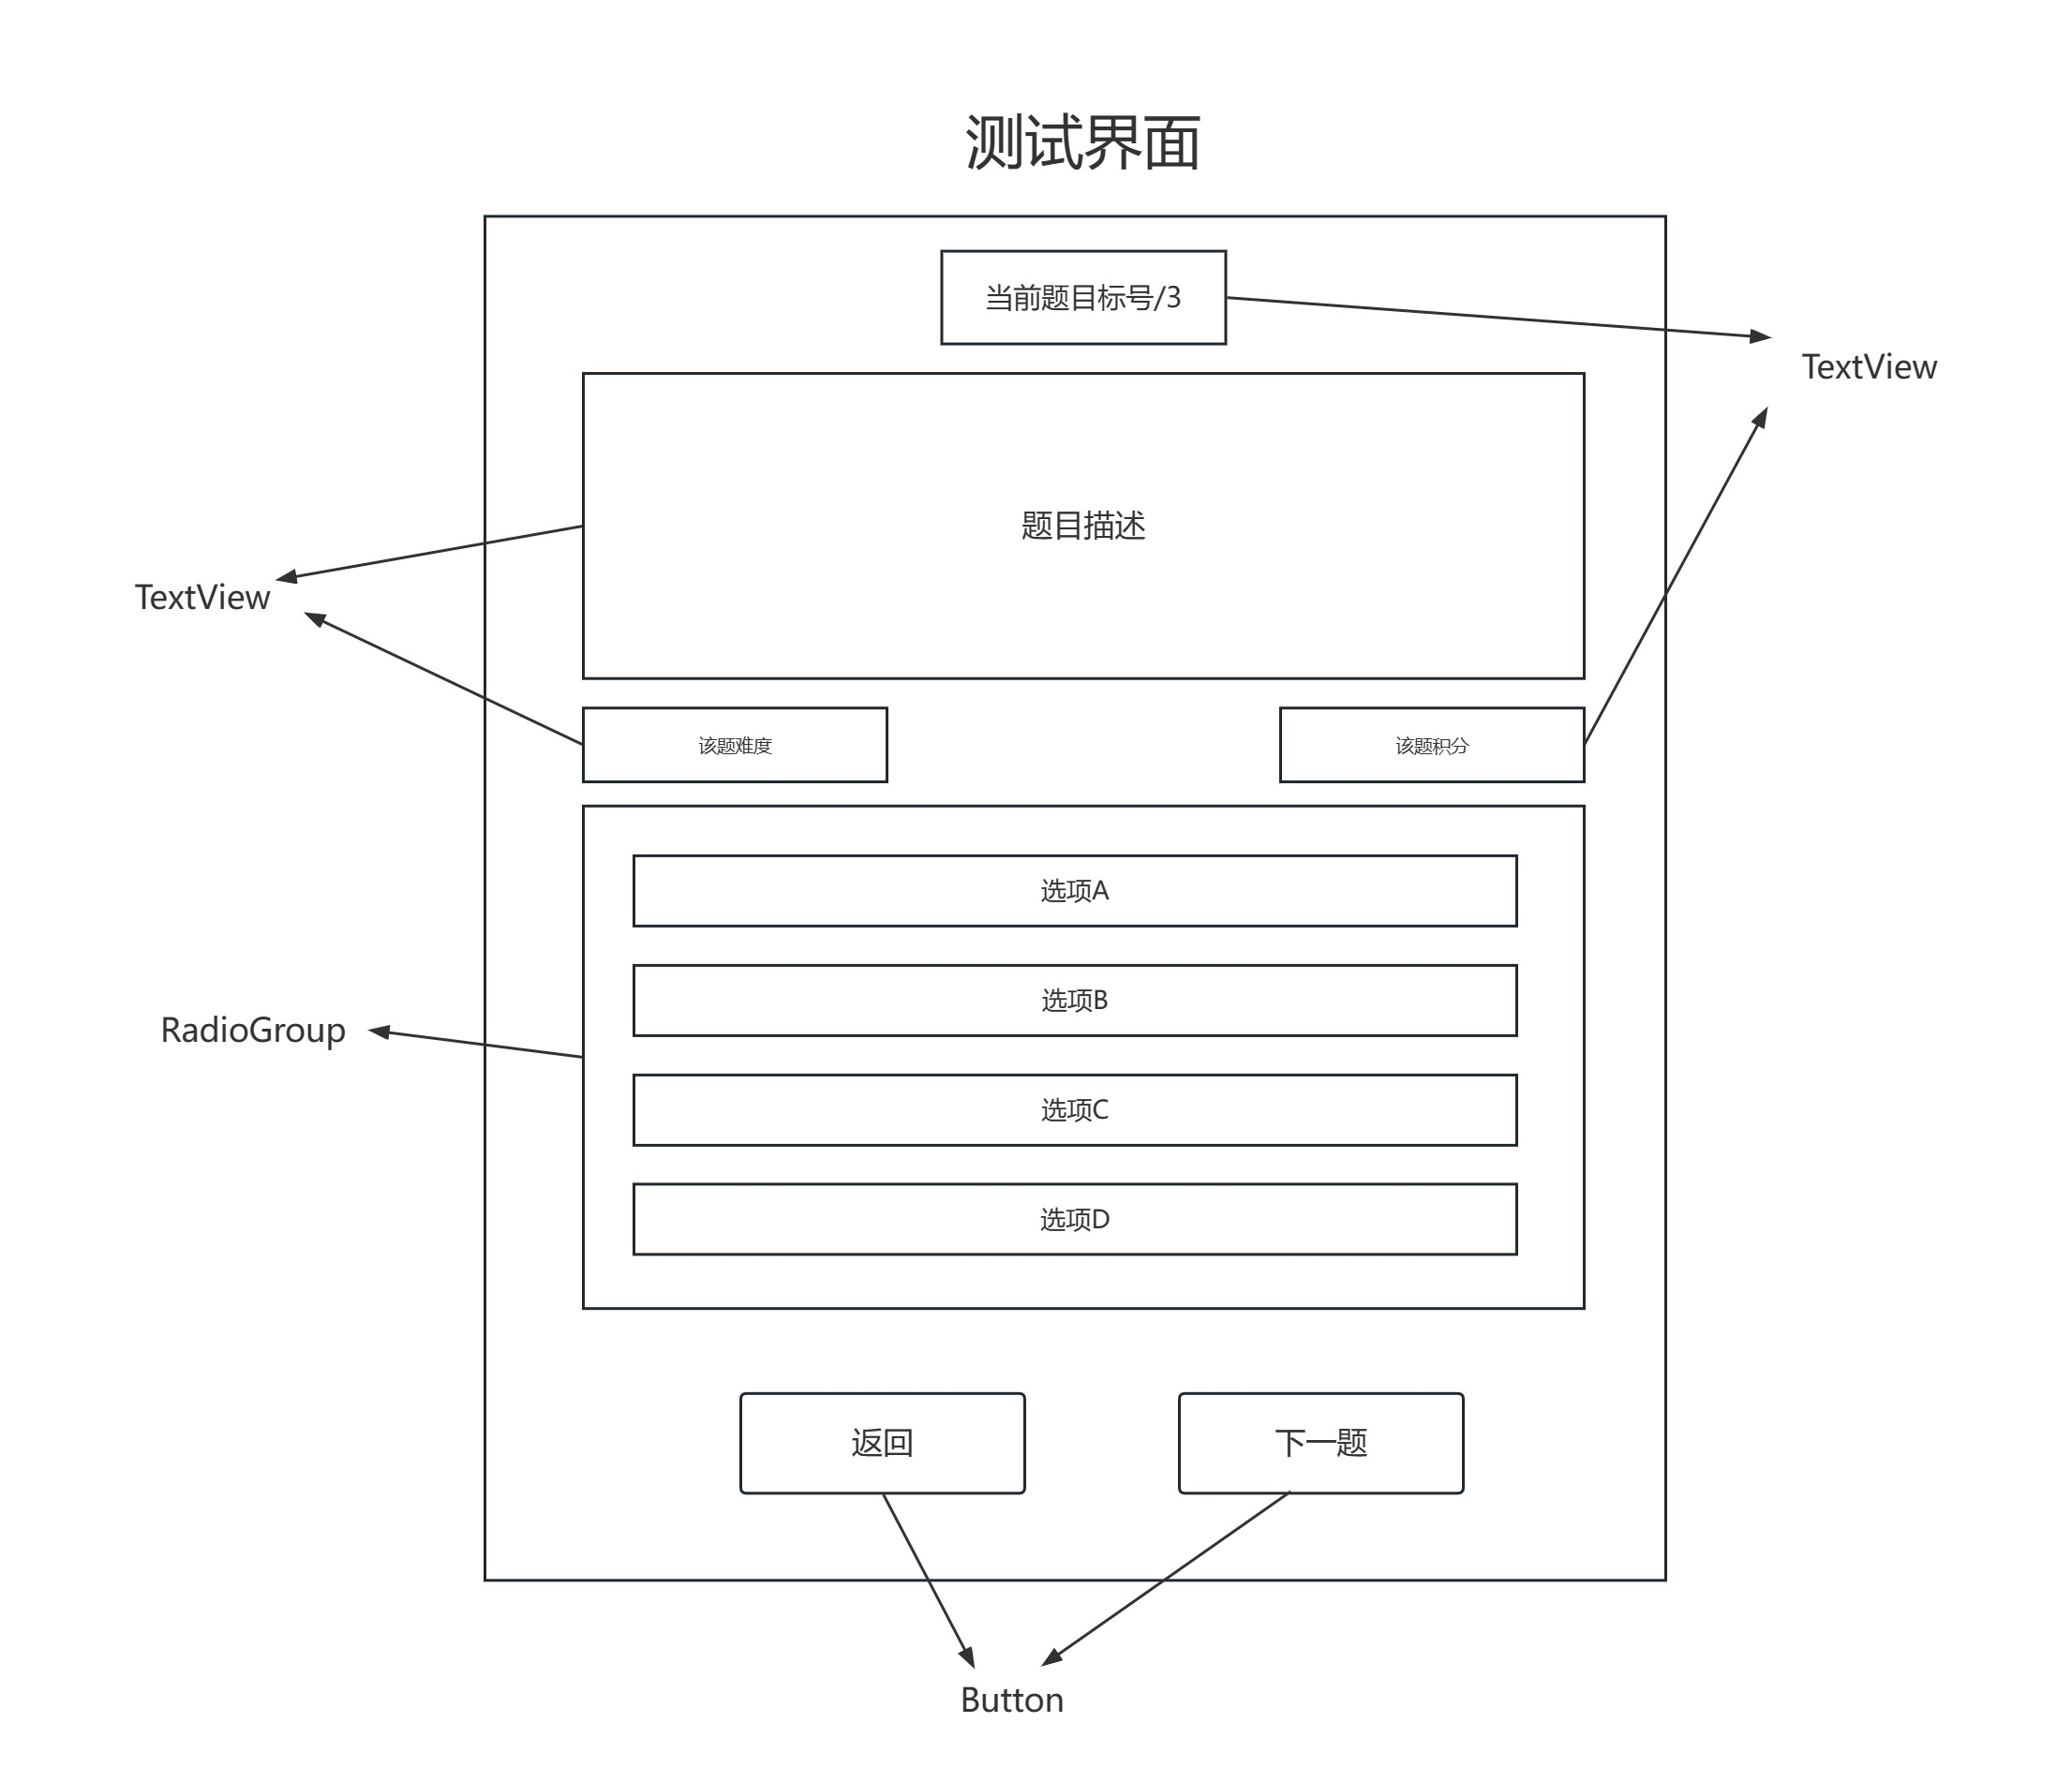 测试界面
当前题目标号/3
TextView
题目描述
TextView
该题难度
该题积分
选项A
选项B
RadioGroup
选项C
选项D
返回
下一题
Button